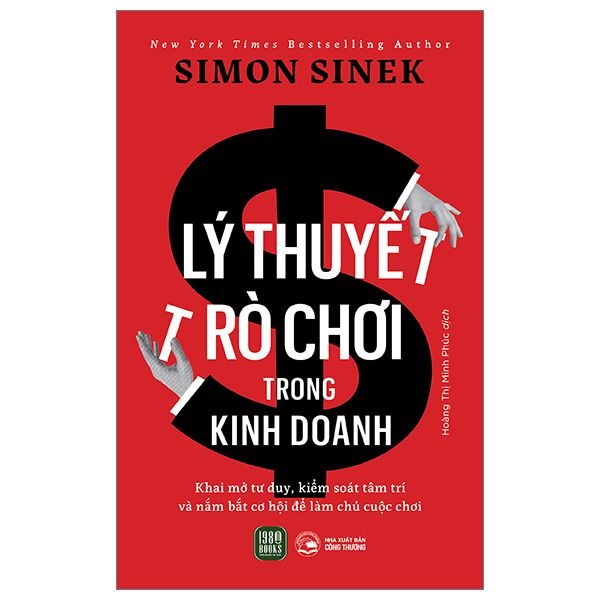 New York Times Bestselling Author
SIMON SINEK
LÝ THUYẾT
TRÒ CHƠI
TRONG
KINH DOANH
Hoàng Thị Minh Phúc dịch
Khai mở tư duy, kiểm soát tâm trí
và nắm bắt cơ hội để làm chủ cuộc chơi
1980
BOOKS
NHÀ XUẤT BẢN
CÔNG THƯƠNG